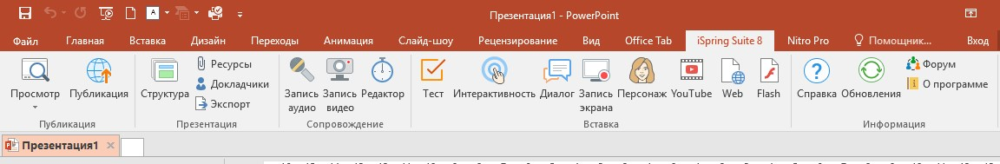 Презентация1 - PowerPoint
Файл Главная Вставка Дизайн Переходы Анимация Слайд-шоу Рецензирование Вид Office Tab iSpring Suite 8 Nitro Pro Помощник... Вход
Просмотр Публикация
Публикация
Структура Ресурсы Докладчики Экспорт
Презентация
Запись аудио Запись видео Редактор
Сопровождение
Тест Интерактивность Диалог Запись экрана Персонаж YouTube Web Flash
Вставка
Справка Обновления Форум О программе
Информация
Презентация1